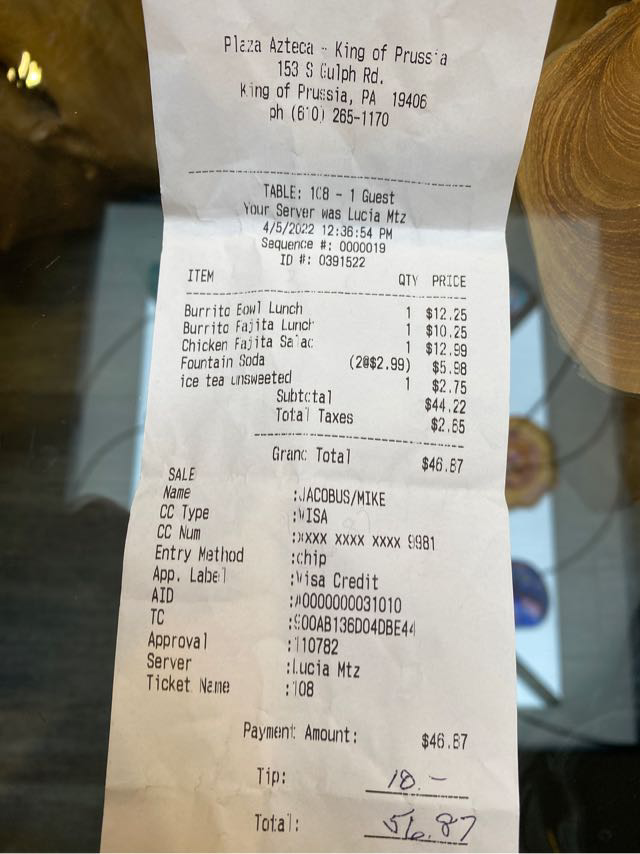 Plaza Azteca - King of Prussia
153 S Gulph Rd.
King of Prussia, PA 19406
ph (610) 265-1170
TABLE: 108 - 1 Guest
Your Server was Lucia Mtz
4/5/2022 12:36:54 PM
Sequence #: 0000019
ID #: 0391522
ITEM QTY PRICE
Burrito Bowl Lunch 1 $12.25
Burrito Fajita Lunch 1 $10.25
Chicken Fajita Salad 1 $12.99
Fountain Soda (2@$2.99) $5.98
ice tea unsweeted 1 $2.75
Subtotal $44.22
Total Taxes $2.65
Grand Total $46.87
SALE
Name :JACOBUS/MIKE
CC Type :VISA
CC Num :xxxx xxxx xxxx 9981
Entry Method :chip
App. Label :Visa Credit
AID :A0000000031010
TC :900AB136D04DBE44
Approval :110782
Server :Lucia Mtz
Ticket Name :108
Payment Amount: $46.87
Tip: 10.-
Total: 56.87